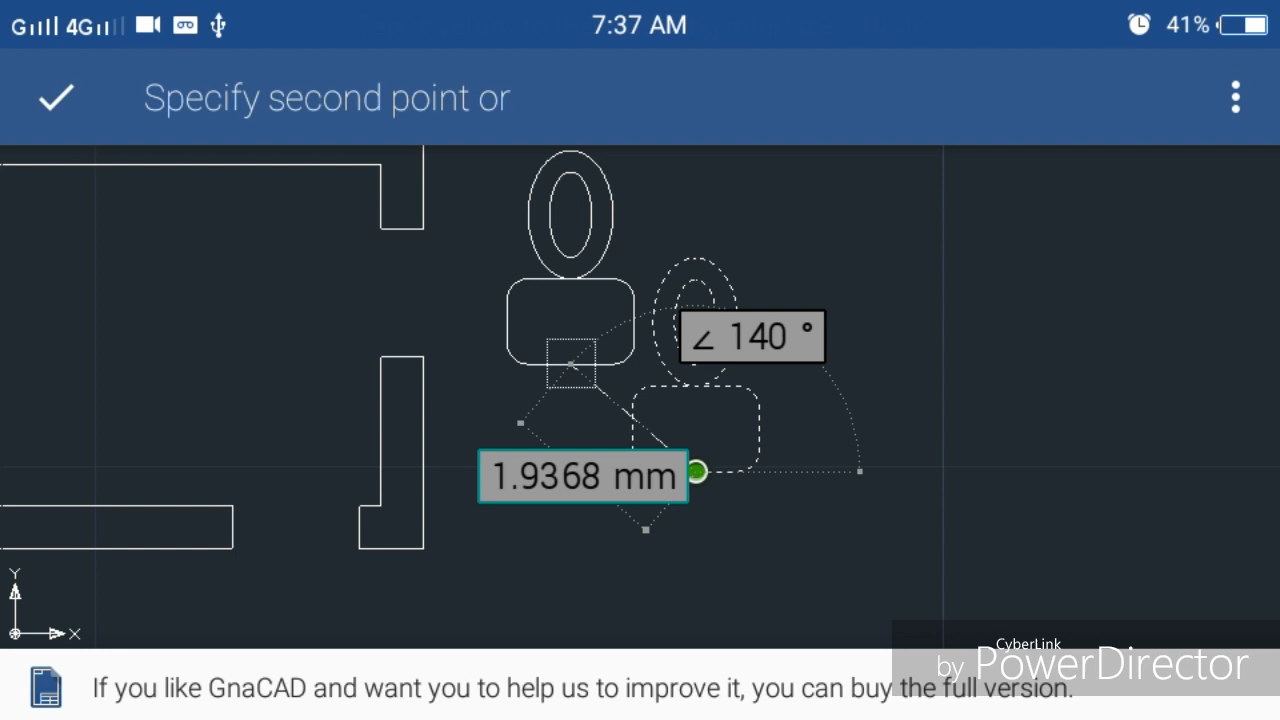 G 4G 7:37 AM 41%
Specify second point or
∠ 140 °
1.9368 mm
Y
X
CyberLink
by PowerDirector
If you like GnaCAD and want you to help us to improve it, you can buy the full version.